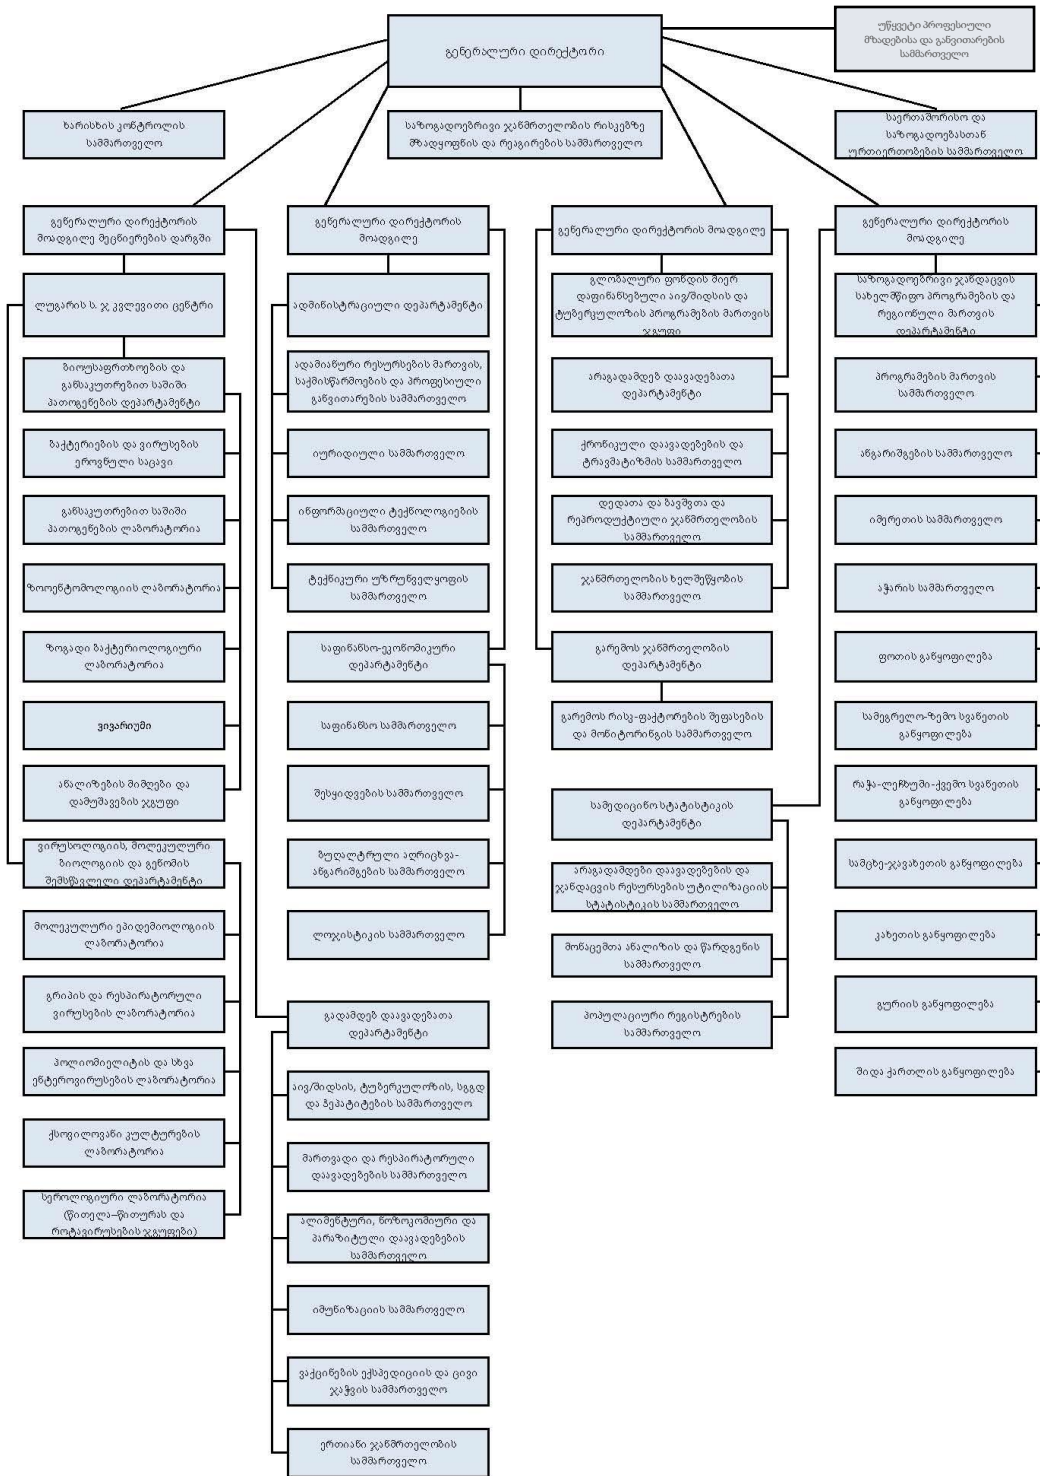 გენერალური დირექტორი
უწყვეტი პროფესიული
მზადებისა და განვითარების
სამმართველო
ხარისხის კონტროლის
სამმართველო
საზოგადოებრივი ჯანმრთელობის რისკებზე
მზადყოფნის და რეაგირების სამმართველო
საერთაშორისო და
საზოგადოებასთან
ურთიერთობების სამმართველო
გენერალური დირექტორის
მოადგილე მეცნიერების დარგში
ლუგარის ს. ჯ კვლევითი ცენტრი
ბიოუსაფრთხოების და
განსაკუთრებით საშიში
პათოგენების დეპარტამენტი
ბაქტერიების და ვირუსების
ეროვნული საცავი
განსაკუთრებით საშიში
პათოგენების ლაბორატორია
ზოოენტომოლოგიის ლაბორატორია
ზოგადი ბაქტერიოლოგიური
ლაბორატორია
ვივარიუმი
ანალიზების მიმღები და
დამუშავების ჯგუფი
ვირუსოლოგიის, მოლეკულური
ბიოლოგიის და გენომის
შემსწავლელი დეპარტამენტი
მოლეკულური ეპიდემიოლოგიის
ლაბორატორია
გრიპის და რესპირატორული
ვირუსების ლაბორატორია
პოლიომიელიტის და სხვა
ენტეროვირუსების ლაბორატორია
ქსოვილოვანი კულტურების
ლაბორატორია
სეროლოგიური ლაბორატორია
(წითელა–წითურას და
როტავირუსების ჯგუფები)
გენერალური დირექტორის
მოადგილე
ადმინისტრაციული დეპარტამენტი
ადამიანური რესურსების მართვის,
საქმისწარმოების და პროფესიული
განვითარების სამმართველო
იურიდიული სამმართველო
ინფორმაციული ტექნოლოგიების
სამმართველო
ტექნიკური უზრუნველყოფის
სამმართველო
საფინანსო-ეკონომიკური
დეპარტამენტი
საფინანსო სამმართველო
შესყიდვების სამმართველო
ბუღალტრული აღრიცხვა-
ანგარიშგების სამმართველო
ლოჯისტიკის სამმართველო
გადამდებ დაავადებათა
დეპარტამენტი
აივ/შიდსის, ტუბერკულოზის, სგგდ
და ჰეპატიტების სამმართველო
მართვადი და რესპირატორული
დაავადებების სამმართველო
ალიმენტური, ნოზოკომიური და
პარაზიტული დაავადებების
სამმართველო
იმუნიზაციის სამმართველო
ვაქცინების ექსპედიციის და ცივი
ჯაჭვის სამმართველო
ერთიანი ჯანმრთელობის
სამმართველო
გენერალური დირექტორის მოადგილე
გლობალური ფონდის მიერ
დაფინანსებული აივ/შიდსის და
ტუბერკულოზის პროგრამების მართვის
ჯგუფი
არაგადამდებ დაავადებათა
დეპარტამენტი
ქრონიკული დაავადებების და
ტრავმატიზმის სამმართველო
დედათა და ბავშვთა და
რეპროდუქტიული ჯანმრთელობის
სამმართველო
ჯანმრთელობის ხელშეწყობის
სამმართველო
გარემოს ჯანმრთელობის
დეპარტამენტი
გარემოს რისკ-ფაქტორების შეფასების
და მონიტორინგის სამმართველო
სამედიცინო სტატისტიკის
დეპარტამენტი
არაგადამდები დაავადებების და
ჯანდაცვის რესურსების უტილიზაციის
სტატისტიკის სამმართველო
მონაცემთა ანალიზის და წარდგენის
სამმართველო
პოპულაციური რეგისტრების
სამმართველო
გენერალური დირექტორის
მოადგილე
საზოგადოებრივი ჯანდაცვის
სახელმწიფო პროგრამების და
რეგიონული მართვის
დეპარტამენტი
პროგრამების მართვის
სამმართველო
ანგარიშგების სამმართველო
იმერეთის სამმართველო
აჭარის სამმართველო
ფოთის განყოფილება
სამეგრელო-ზემო სვანეთის
განყოფილება
რაჭა-ლეჩხუმი-ქვემო სვანეთის
განყოფილება
სამცხე-ჯავახეთის განყოფილება
კახეთის განყოფილება
გურიის განყოფილება
შიდა ქართლის განყოფილება